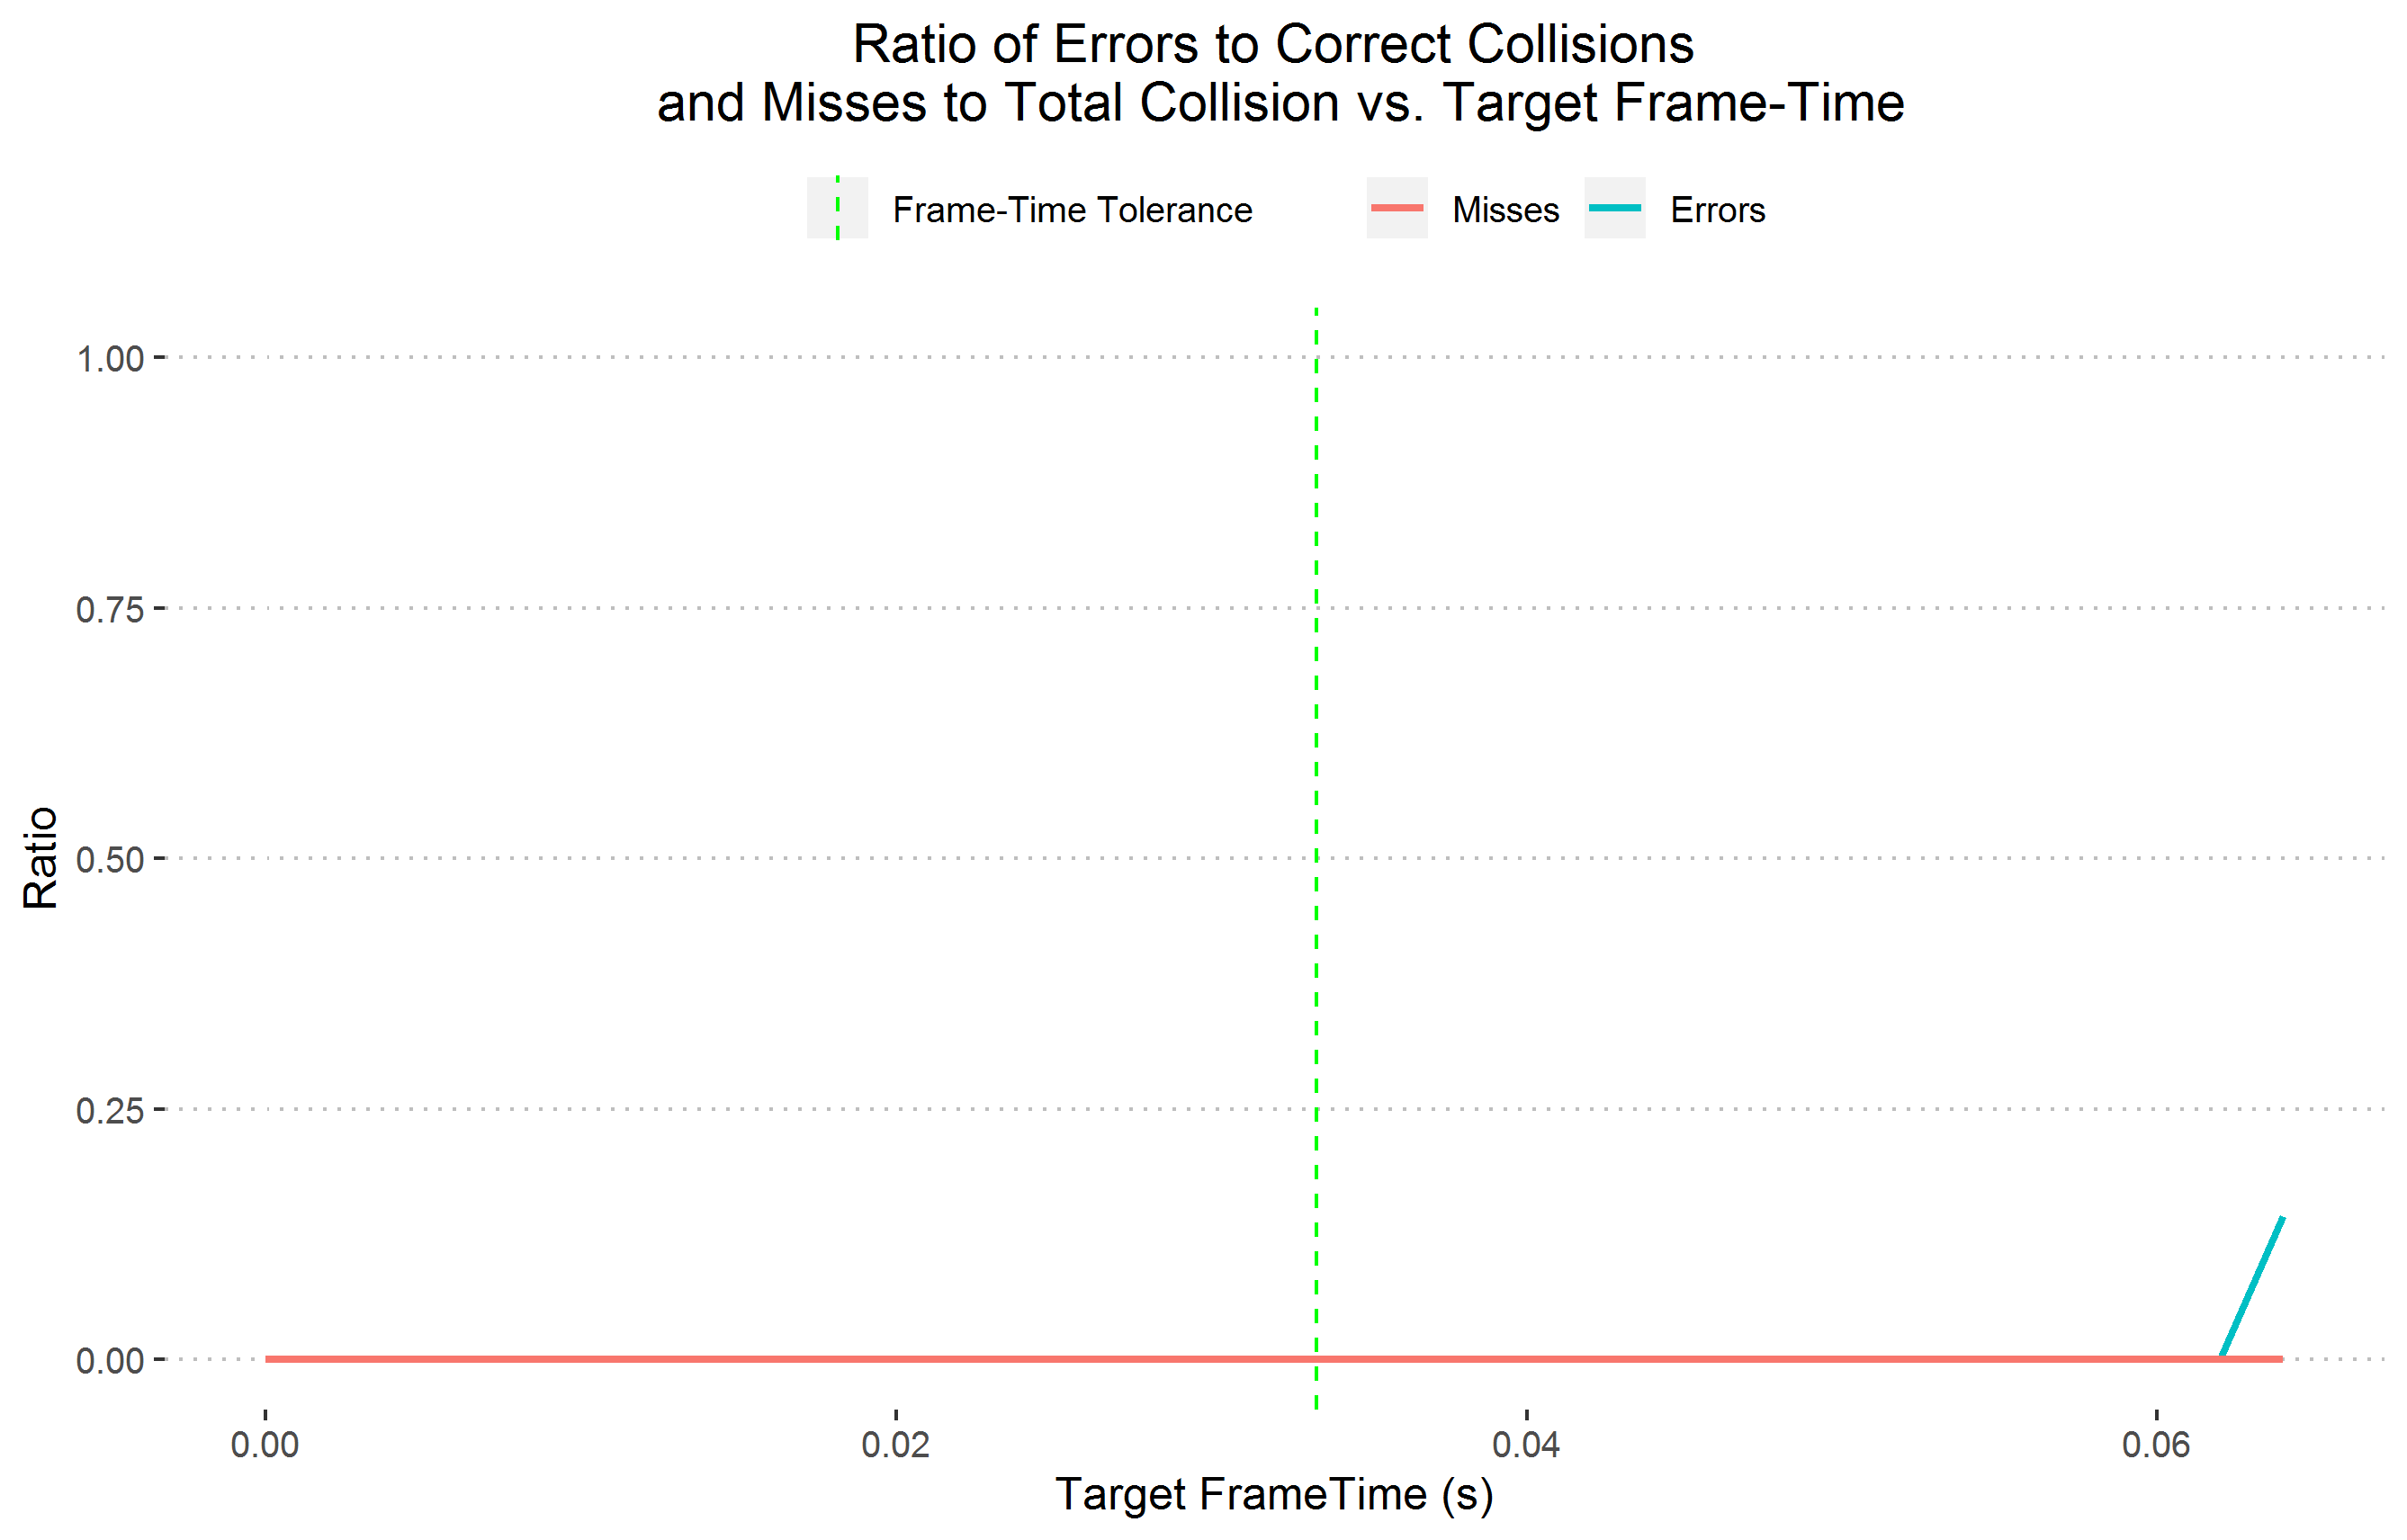 Ratio of Errors to Correct Collisions
and Misses to Total Collision vs. Target Frame-Time
Frame-Time Tolerance Misses Errors
1.00
0.75
0.50
0.25
0.00
Ratio
0.00 0.02 0.04 0.06
Target FrameTime (s)